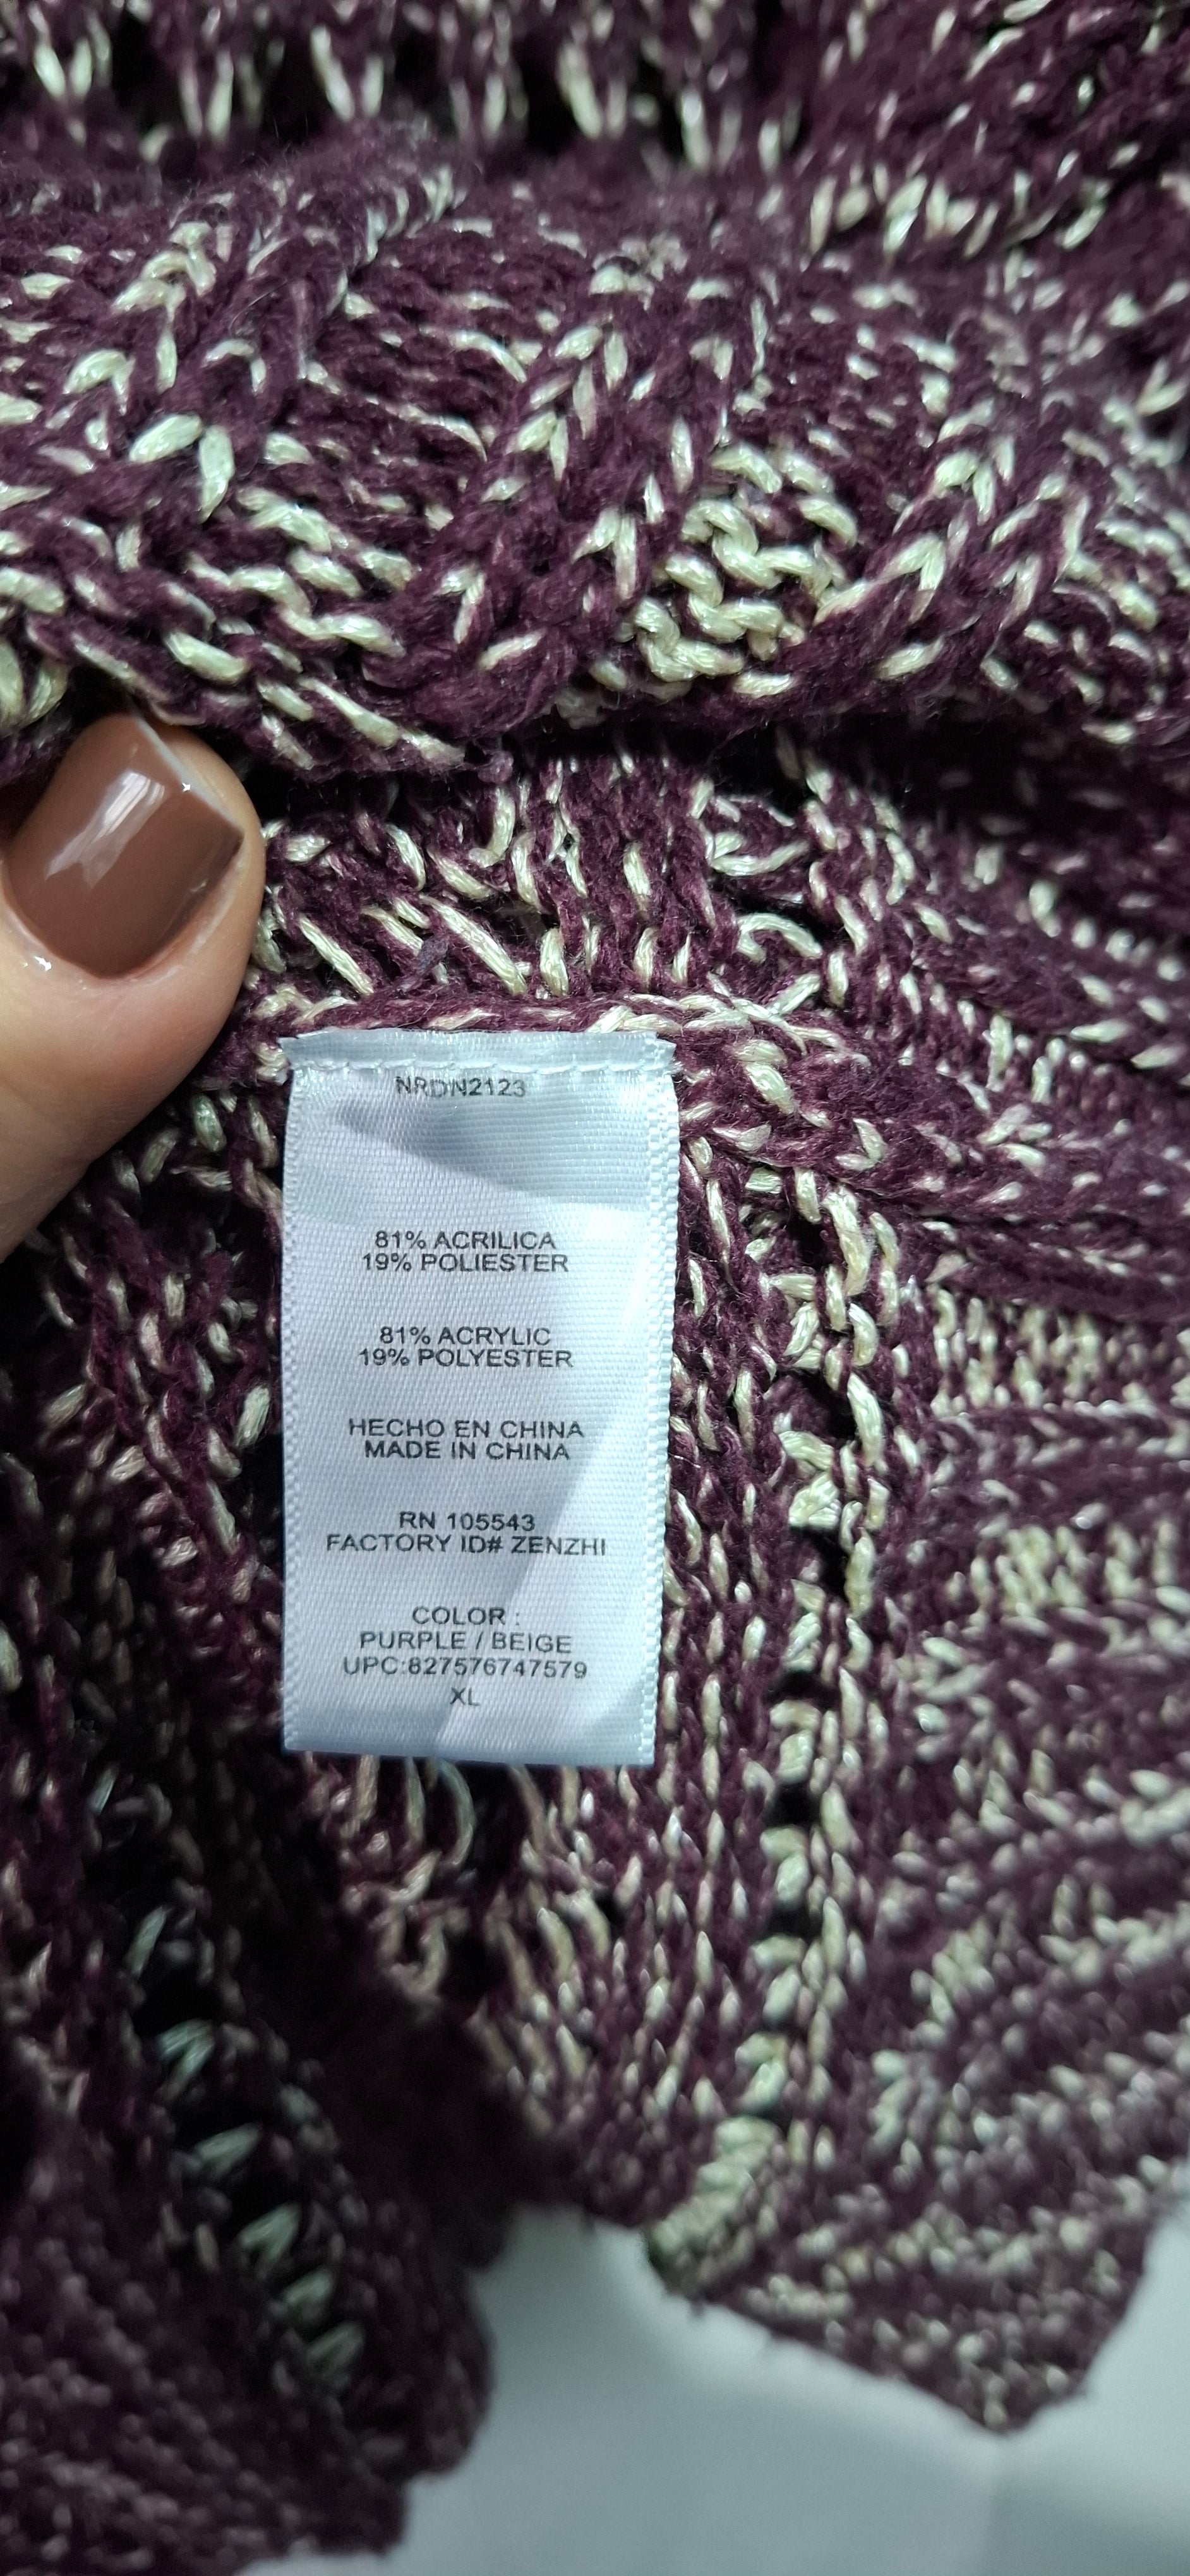 NRDN2123
81% ACRILICA
19% POLIESTER
81% ACRYLIC
19% POLYESTER
HECHO EN CHINA
MADE IN CHINA
RN 105543
FACTORY ID# ZENZHI
COLOR :
PURPLE / BEIGE
UPC:827576747579
XL